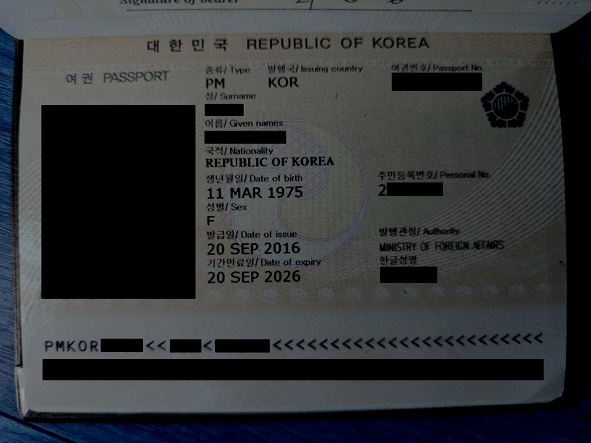 Signature of bearer
대한민국 REPUBLIC OF KOREA
여권 PASSPORT
종류/ Type 발행국/ Issuing country 여권번호/ Passport No.
PM KOR
성/ Surname
이름/ Given names
국적/ Nationality
REPUBLIC OF KOREA
생년월일/ Date of birth 주민등록번호/ Personal No.
11 MAR 1975 2
성별/ Sex
F
발급일/ Date of issue 발행관청/ Authority
20 SEP 2016 MINISTRY OF FOREIGN AFFAIRS
기간만료일/ Date of expiry 한글성명
20 SEP 2026
PMKOR << < <<<<<<<<<<<<<<<<<<<<<<<<<<